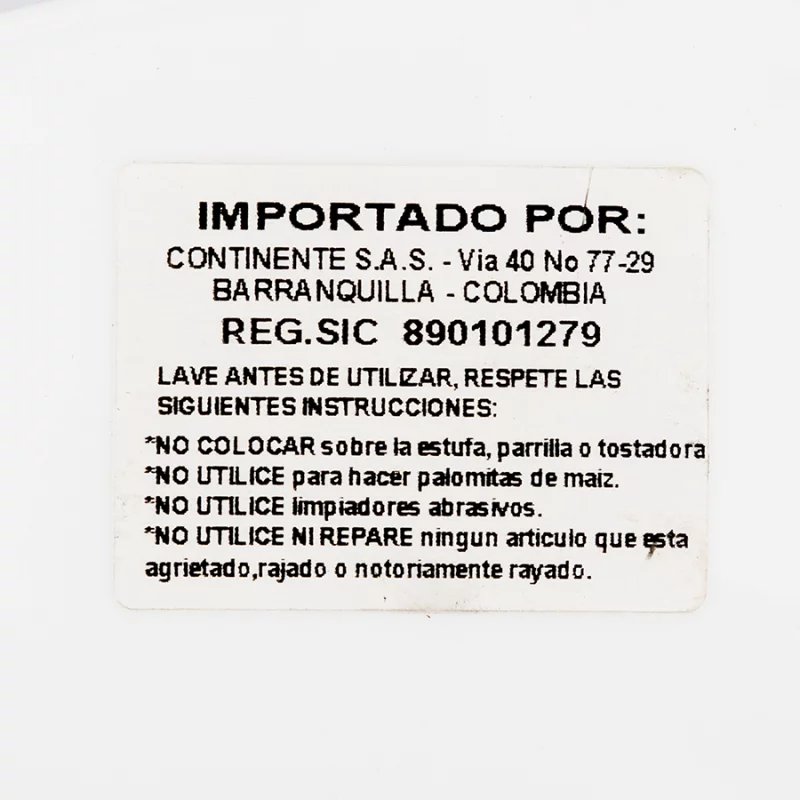 IMPORTADO POR:
CONTINENTE S.A.S. - Via 40 No 77-29
BARRANQUILLA - COLOMBIA
REG.SIC 890101279
LAVE ANTES DE UTILIZAR, RESPETE LAS
SIGUIENTES INSTRUCCIONES:
*NO COLOCAR sobre la estufa, parrilla o tostadora
*NO UTILICE para hacer palomitas de maiz.
*NO UTILICE limpiadores abrasivos.
*NO UTILICE NI REPARE ningun articulo que esta
agrietado,rajado o notoriamente rayado.